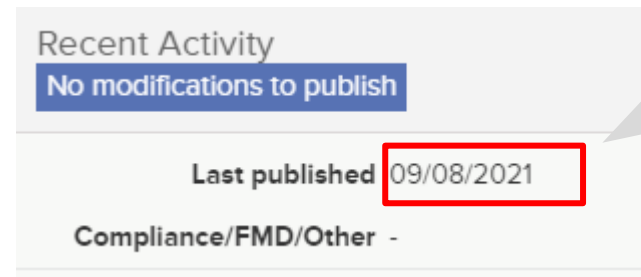 Recent Activity
No modifications to publish
Last published 09/08/2021
Compliance/FMD/Other -